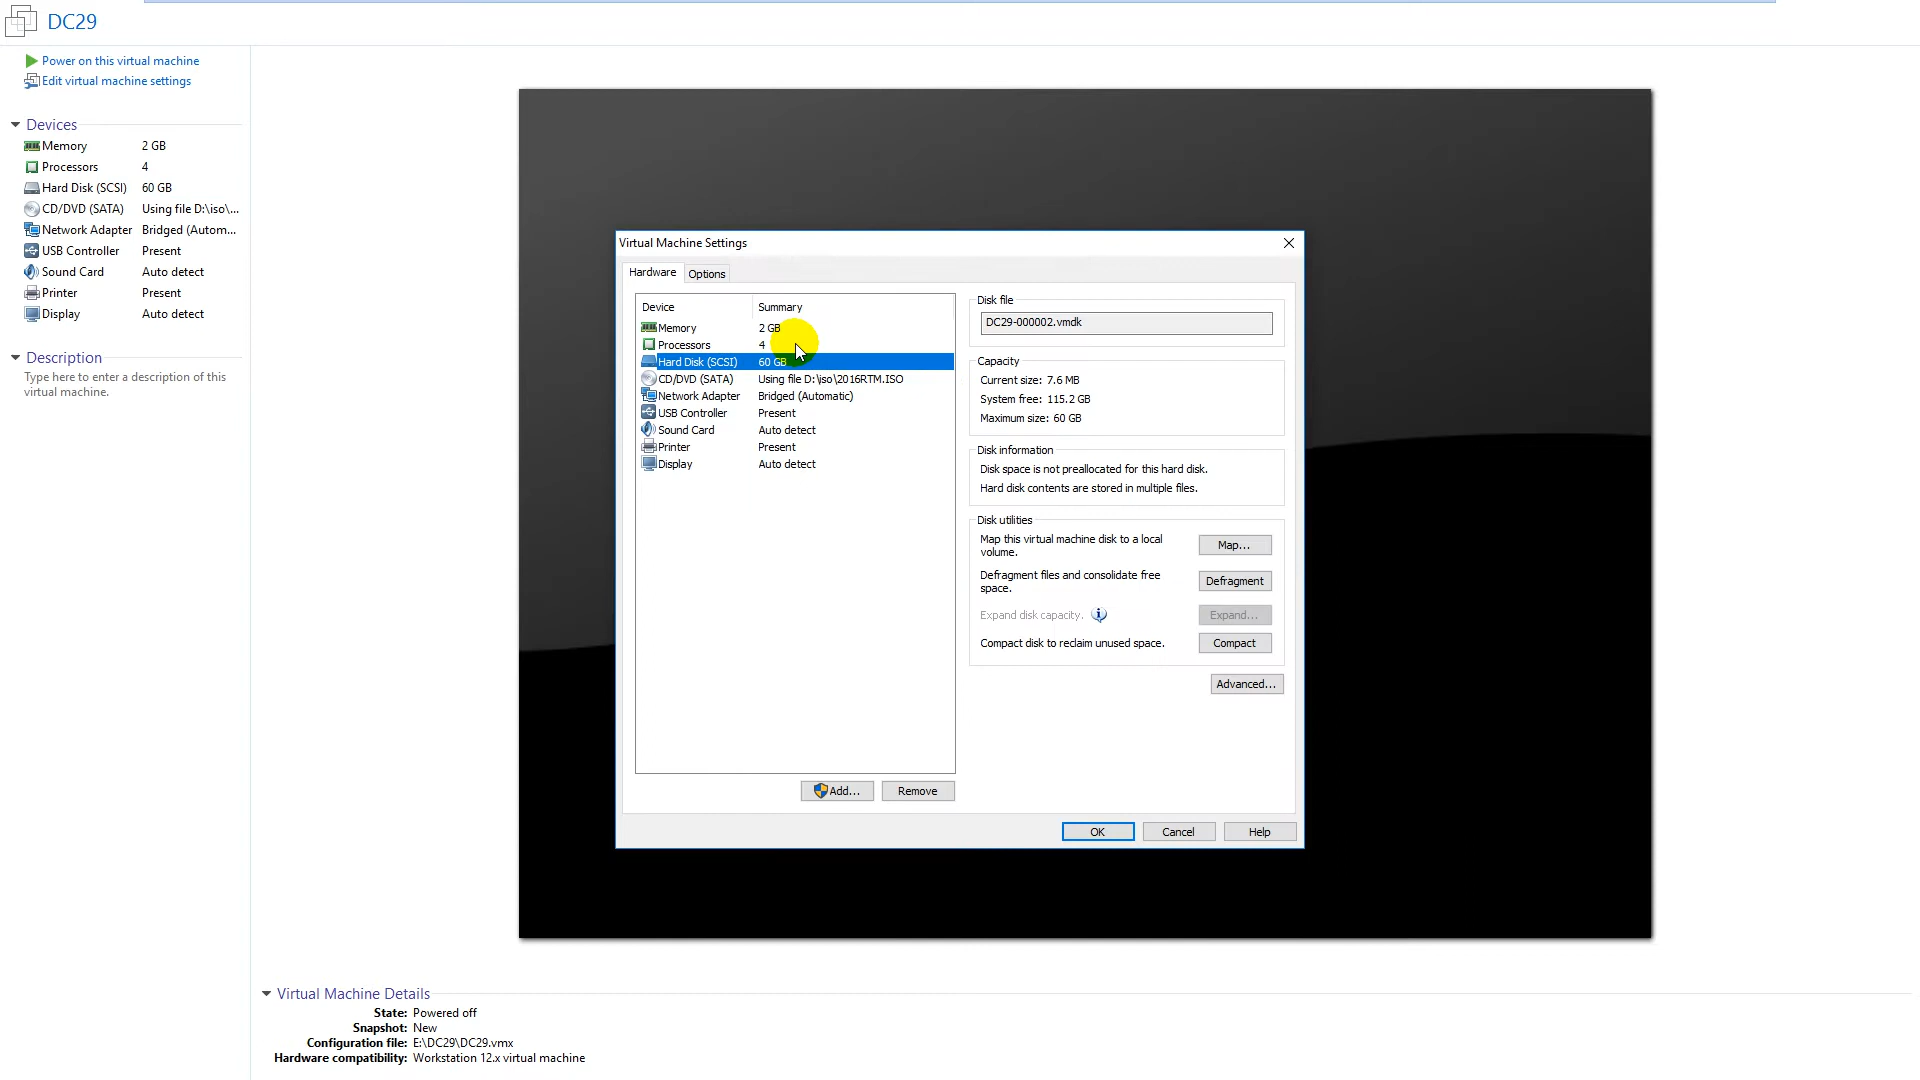 DC29
Power on this virtual machine
Edit virtual machine settings
Devices
Memory 2 GB
Processors 4
Hard Disk (SCSI) 60 GB
CD/DVD (SATA) Using file D:\iso\...
Network Adapter Bridged (Autom...
USB Controller Present
Sound Card Auto detect
Printer Present
Display Auto detect
Description
Type here to enter a description of this
virtual machine.
Virtual Machine Settings
Hardware Options
Device Summary
Memory 2 GB
Processors 4
Hard Disk (SCSI) 60 GB
CD/DVD (SATA) Using file D:\iso\2016RTM.ISO
Network Adapter Bridged (Automatic)
USB Controller Present
Sound Card Auto detect
Printer Present
Display Auto detect
Add... Remove
Disk file
DC29-000002.vmdk
Capacity
Current size: 7.6 MB
System free: 115.2 GB
Maximum size: 60 GB
Disk information
Disk space is not preallocated for this hard disk.
Hard disk contents are stored in multiple files.
Disk utilities
Map this virtual machine disk to a local
volume.
Map...
Defragment files and consolidate free
space.
Defragment
Expand disk capacity. Expand...
Compact disk to reclaim unused space. Compact
Advanced...
OK Cancel Help
Virtual Machine Details
State: Powered off
Snapshot: New
Configuration file: E:\DC29\DC29.vmx
Hardware compatibility: Workstation 12.x virtual machine